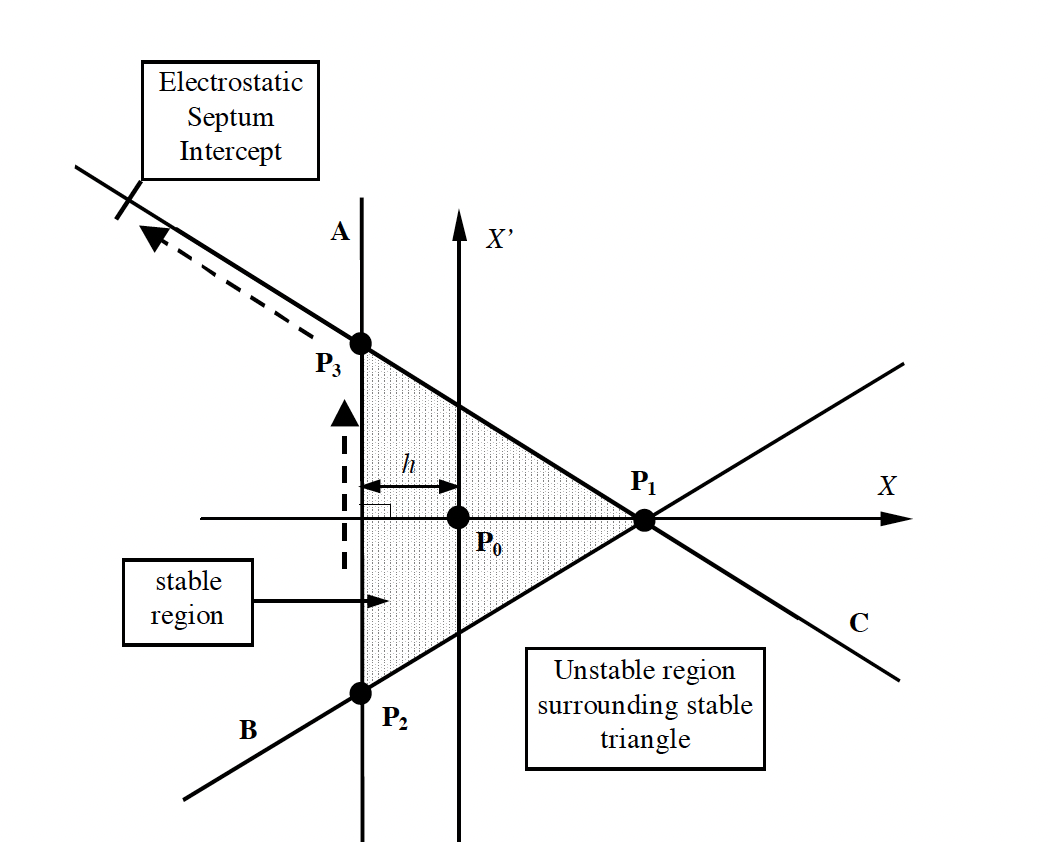 Electrostatic
Septum
Intercept
A
X’
P3
h
P1
X
P0
stable
region
C
Unstable region
surrounding stable
triangle
P2
B